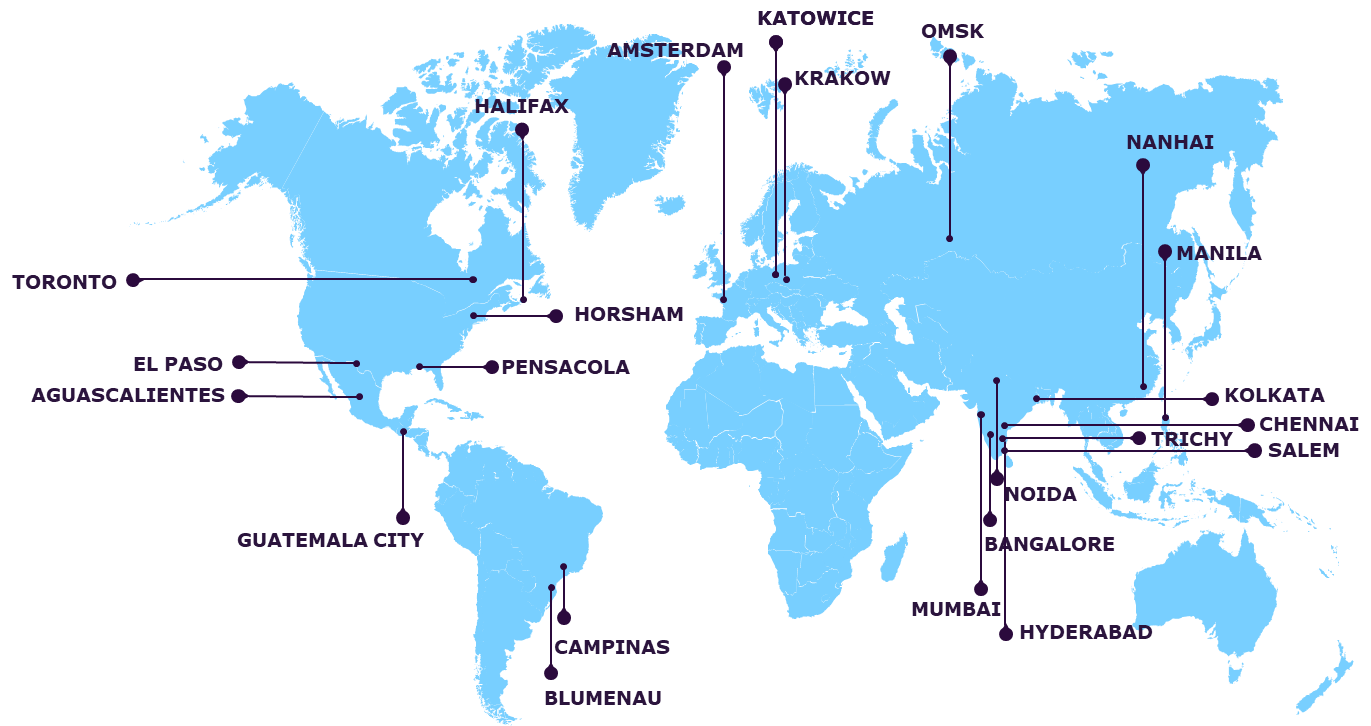 KATOWICE
OMSK
AMSTERDAM
KRAKOW
HALIFAX
NANHAI
MANILA
TORONTO
HORSHAM
EL PASO
PENSACOLA
AGUASCALIENTES
KOLKATA
CHENNAI
TRICHY
SALEM
NOIDA
GUATEMALA CITY
BANGALORE
MUMBAI
HYDERABAD
CAMPINAS
BLUMENAU